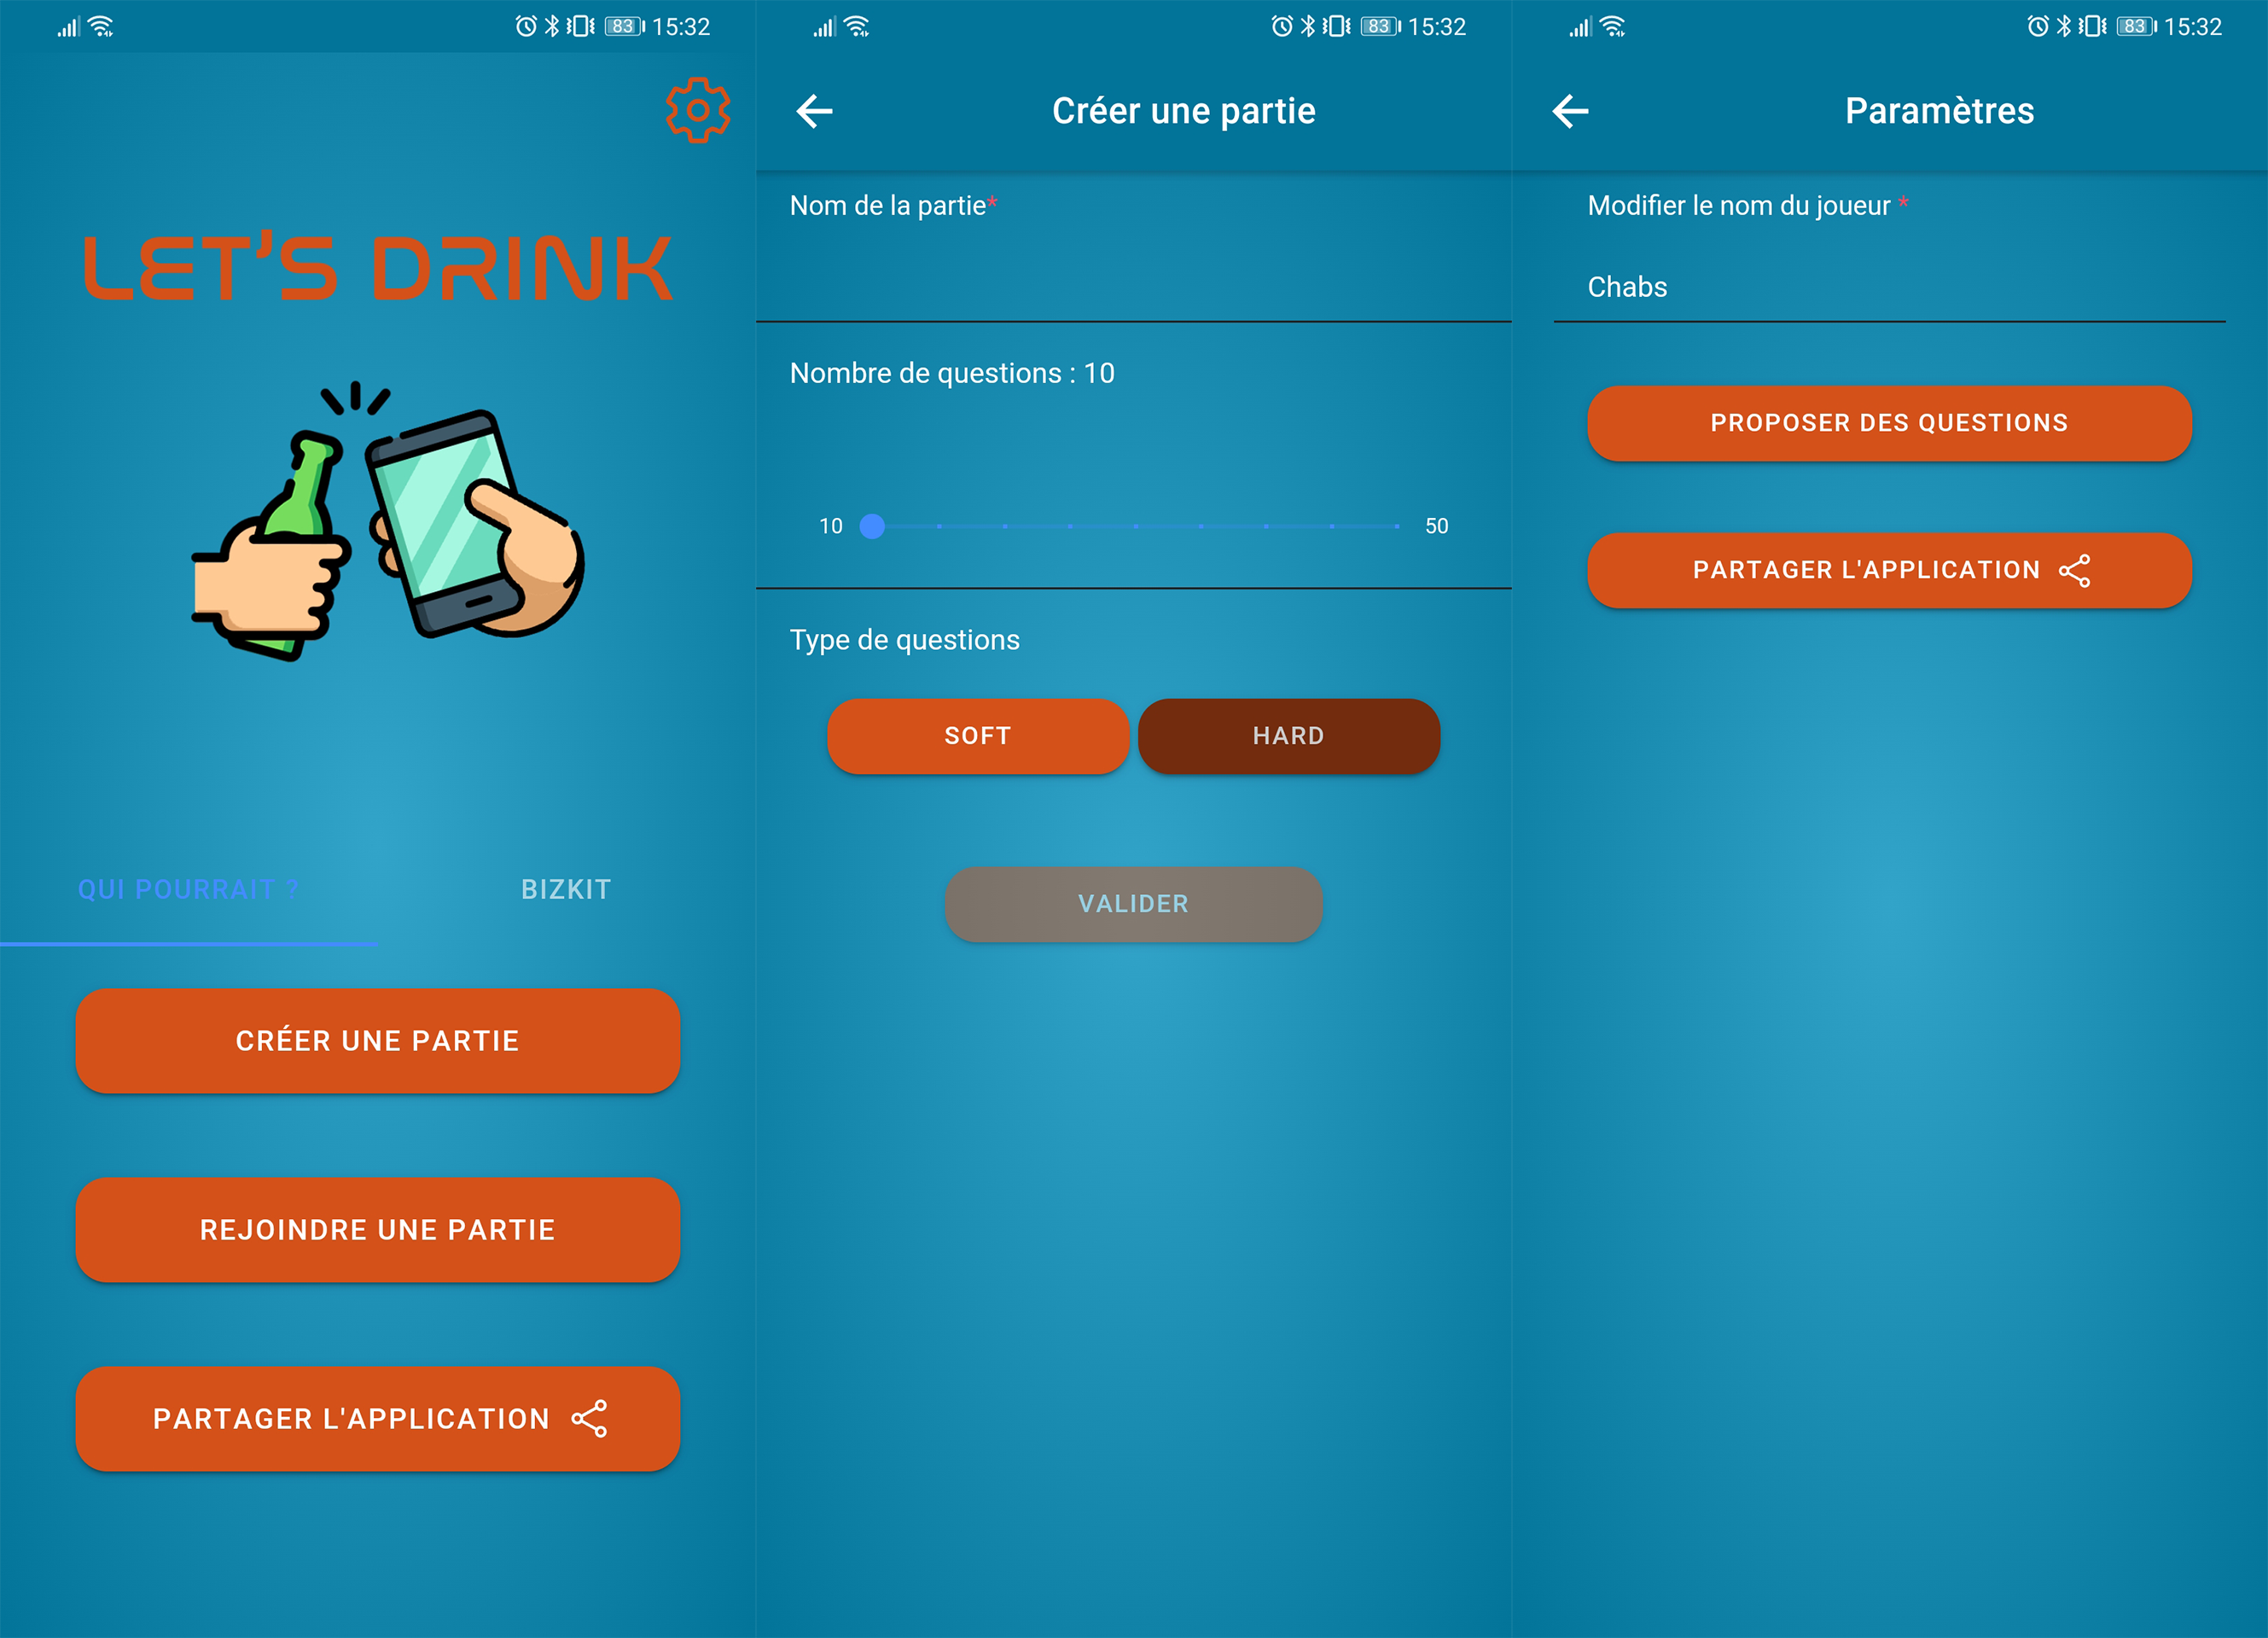 83 15:32
LET'S DRINK
QUI POURRAIT ?
BIZKIT
CRÉER UNE PARTIE
REJOINDRE UNE PARTIE
PARTAGER L'APPLICATION
83 15:32
Créer une partie
Nom de la partie*
Nombre de questions : 10
10
50
Type de questions
SOFT
HARD
VALIDER
83 15:32
Paramètres
Modifier le nom du joueur *
Chabs
PROPOSER DES QUESTIONS
PARTAGER L'APPLICATION